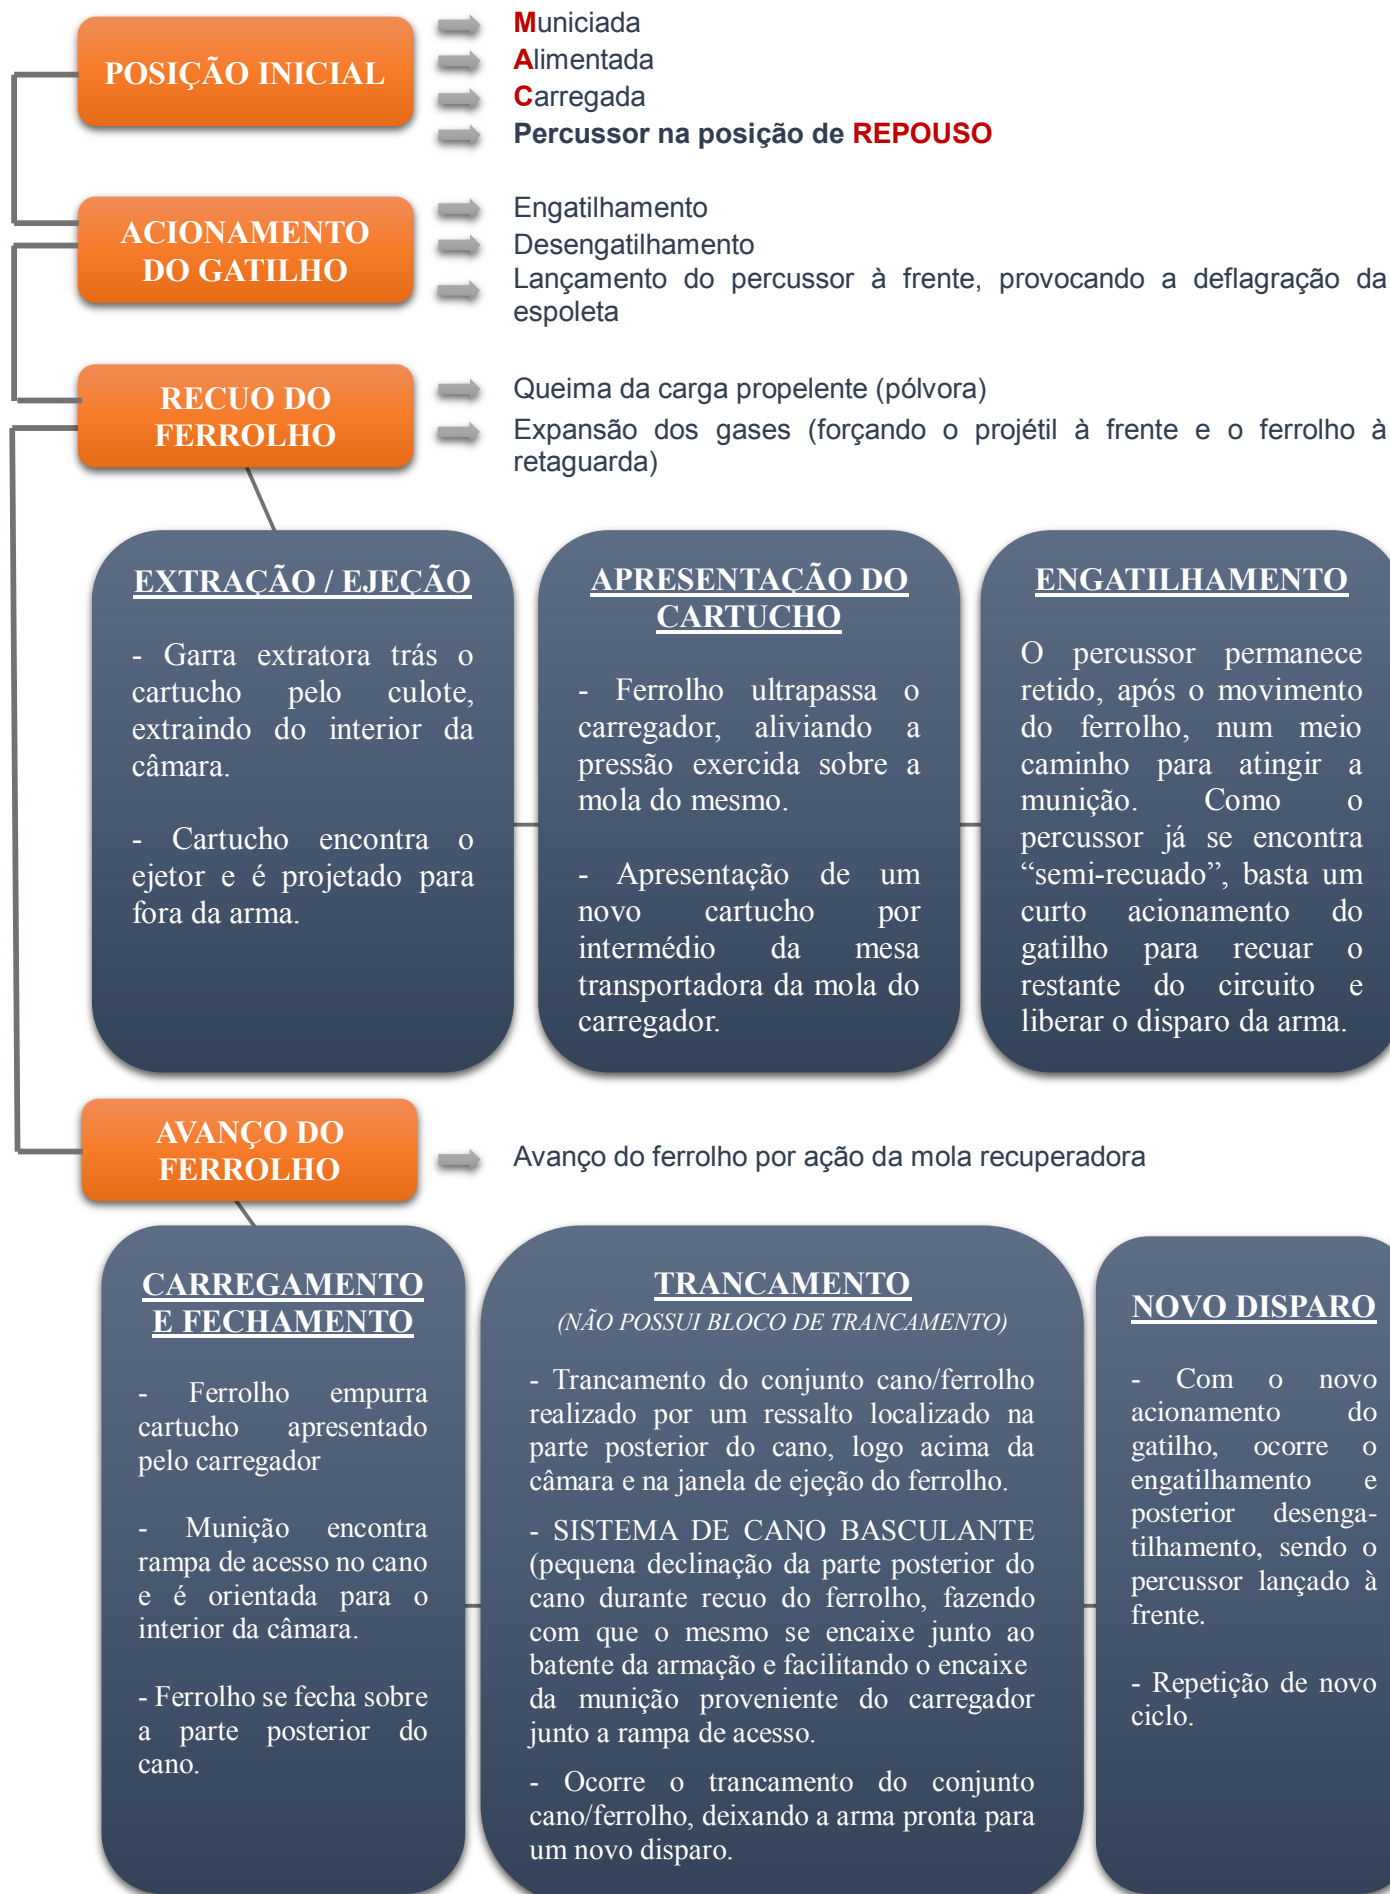 POSIÇÃO INICIAL
Municiada
Alimentada
Carregada
Percussor na posição de REPOUSO
ACIONAMENTO
DO GATILHO
Engatilhamento
Desengatilhamento
Lançamento do percussor à frente, provocando a deflagração da
espoleta
RECUO DO
FERROLHO
Queima da carga propelente (pólvora)
Expansão dos gases (forçando o projétil à frente e o ferrolho à
retaguarda)
EXTRAÇÃO / EJEÇÃO
- Garra extratora trás o
cartucho pelo culote,
extraindo do interior da
câmara.
- Cartucho encontra o
ejetor e é projetado para
fora da arma.
APRESENTAÇÃO DO
CARTUCHO
- Ferrolho ultrapassa o
carregador, aliviando a
pressão exercida sobre a
mola do mesmo.
- Apresentação de um
novo cartucho por
intermédio da mesa
transportadora da mola do
carregador.
ENGATILHAMENTO
O percussor permanece
retido, após o movimento
do ferrolho, num meio
caminho para atingir a
munição. Como o
percussor já se encontra
“semi-recuado”, basta um
curto acionamento do
gatilho para recuar o
restante do circuito e
liberar o disparo da arma.
AVANÇO DO
FERROLHO
Avanço do ferrolho por ação da mola recuperadora
CARREGAMENTO
E FECHAMENTO
- Ferrolho empurra
cartucho apresentado
pelo carregador
- Munição encontra
rampa de acesso no cano
e é orientada para o
interior da câmara.
- Ferrolho se fecha sobre
a parte posterior do
cano.
TRANCAMENTO
(NÃO POSSUI BLOCO DE TRANCAMENTO)
- Trancamento do conjunto cano/ferrolho
realizado por um ressalto localizado na
parte posterior do cano, logo acima da
câmara e na janela de ejeção do ferrolho.
- SISTEMA DE CANO BASCULANTE
(pequena declinação da parte posterior do
cano durante recuo do ferrolho, fazendo
com que o mesmo se encaixe junto ao
batente da armação e facilitando o encaixe
da munição proveniente do carregador
junto a rampa de acesso.
- Ocorre o trancamento do conjunto
cano/ferrolho, deixando a arma pronta para
um novo disparo.
NOVO DISPARO
- Com o novo
acionamento do
gatilho, ocorre o
engatilhamento e
posterior desenga-
tilhamento, sendo o
percussor lançado à
frente.
- Repetição de novo
ciclo.